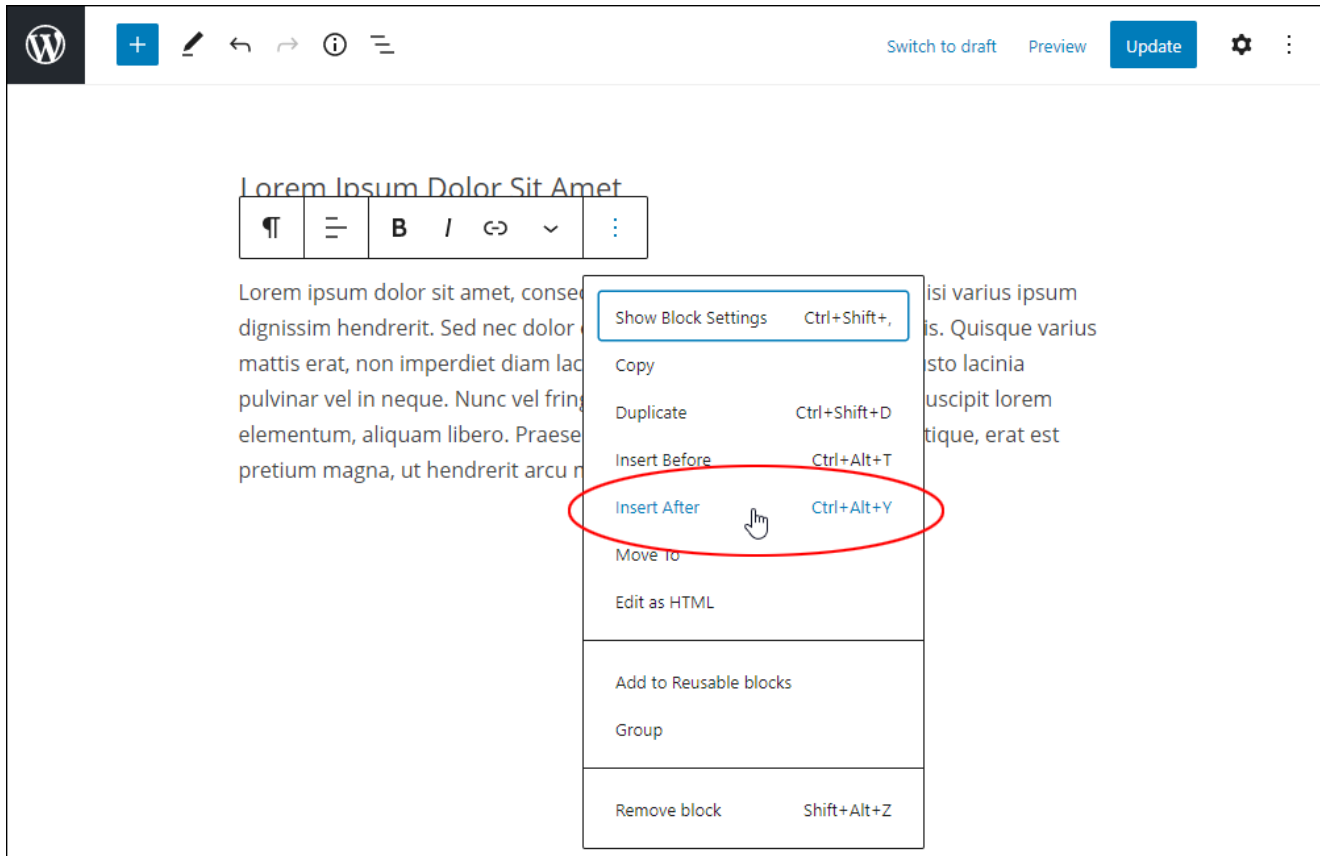 Switch to draft Preview Update
Lorem Ipsum Dolor Sit Amet
B I
Lorem ipsum dolor sit amet, isi varius ipsum
dignissim hendrerit. Sed nec dolor is. Quisque varius
mattis erat, non imperdiet diam lac sto lacinia
pulvinar vel in neque. Nunc vel fring uscipit lorem
elementum, aliquam libero. Praese tique, erat est
pretium magna, ut hendrerit arcu
Show Block Settings Ctrl+Shift+,
Copy
Duplicate Ctrl+Shift+D
Insert Before Ctrl+Alt+T
Insert After Ctrl+Alt+Y
Move To
Edit as HTML
Add to Reusable blocks
Group
Remove block Shift+Alt+Z